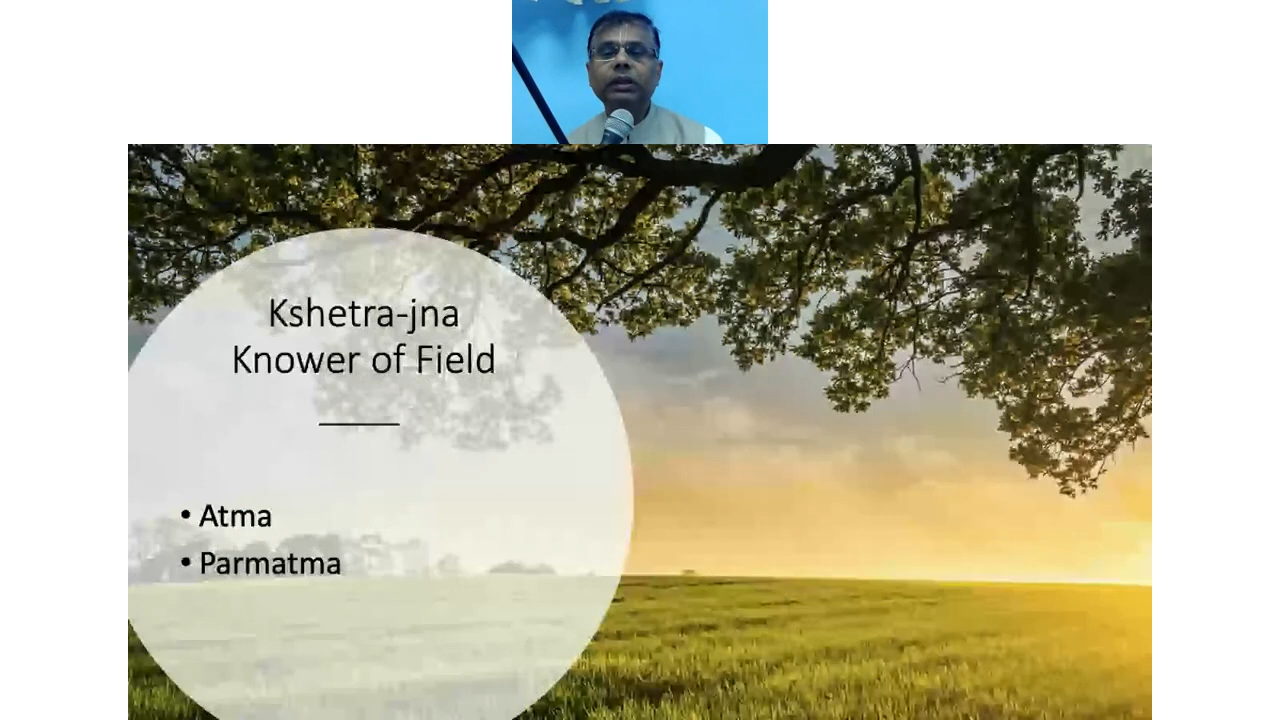 Kshetra-jna
Knower of Field
• Atma
• Parmatma